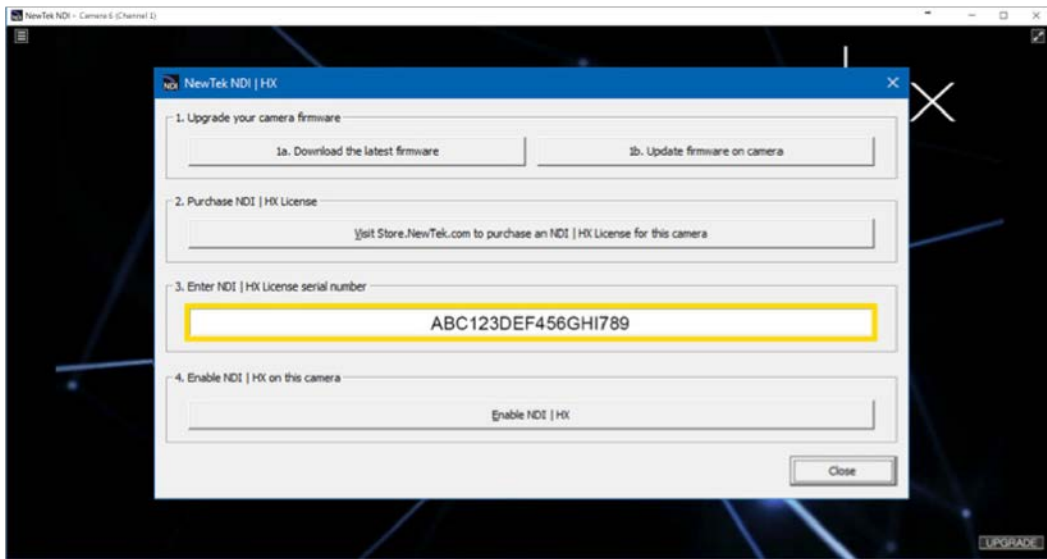 NewTek NDI - Camera 6 (Channel 1)
NDI NewTek NDI | HX
1. Upgrade your camera firmware
1a. Download the latest firmware
1b. Update firmware on camera
2. Purchase NDI | HX License
Visit Store.NewTek.com to purchase an NDI | HX License for this camera
3. Enter NDI | HX License serial number
ABC123DEF456GHI789
4. Enable NDI | HX on this camera
Enable NDI | HX
Close
UPGRADE